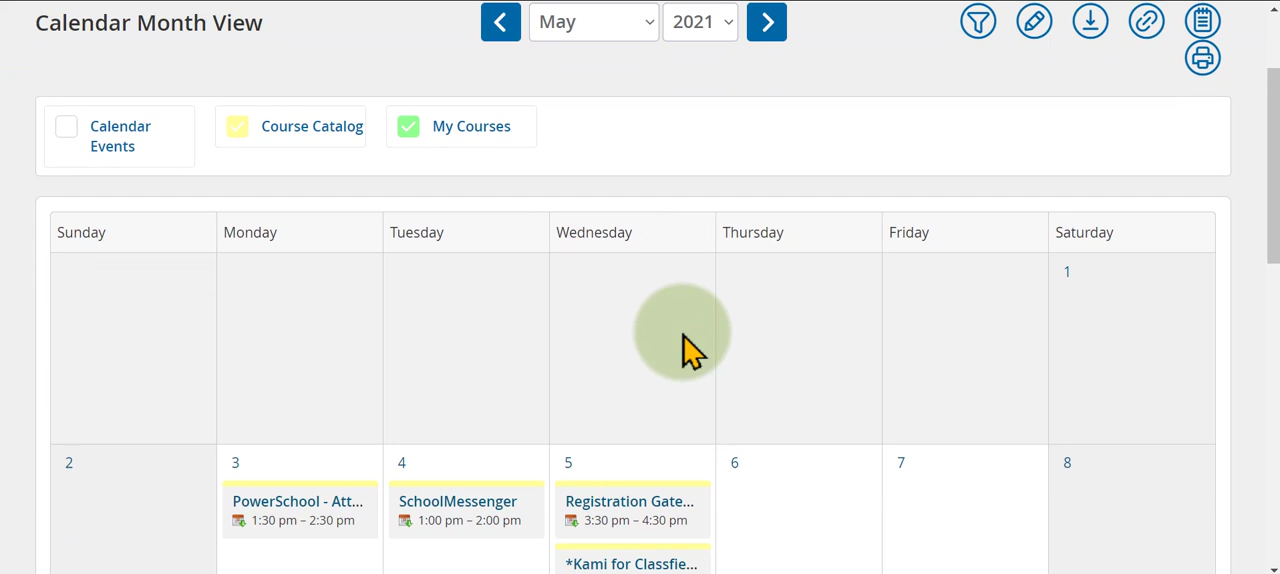 Calendar Month View
May
2021
Calendar
Events
Course Catalog
My Courses
Sunday
Monday
Tuesday
Wednesday
Thursday
Friday
Saturday
1
2
3
PowerSchool - Att...
1:30 pm – 2:30 pm
4
SchoolMessenger
1:00 pm – 2:00 pm
5
Registration Gate...
3:30 pm – 4:30 pm
*Kami for Classfie...
6
7
8